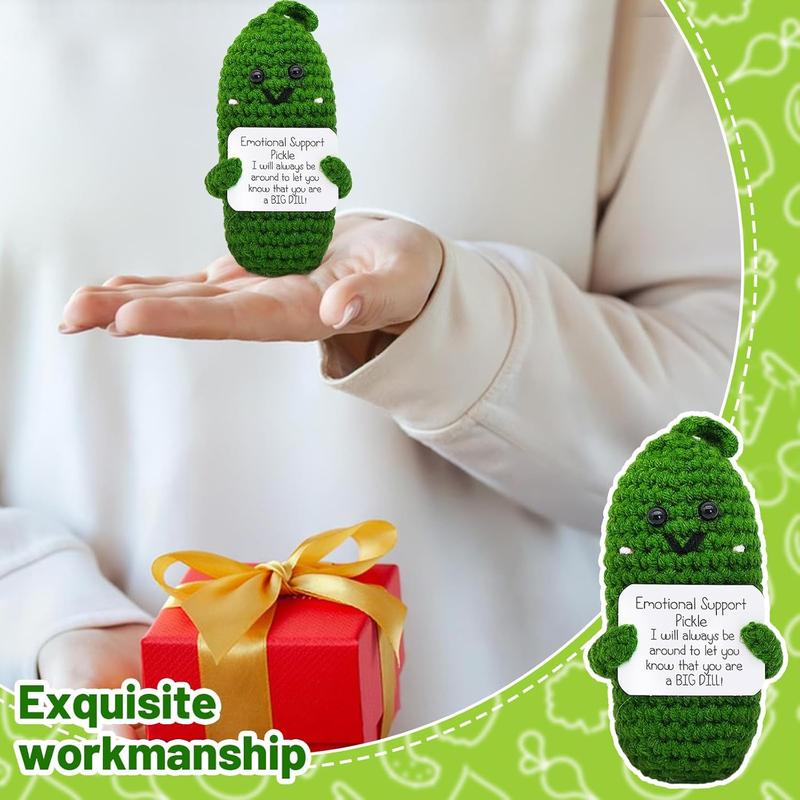 Emotional Support
Pickle
I will always be
around to let you
know that you are
a BIG DILL!
Emotional Support
Pickle
I will always be
around to let you
know that you are
a BIG DILL!
Exquisite
workmanship